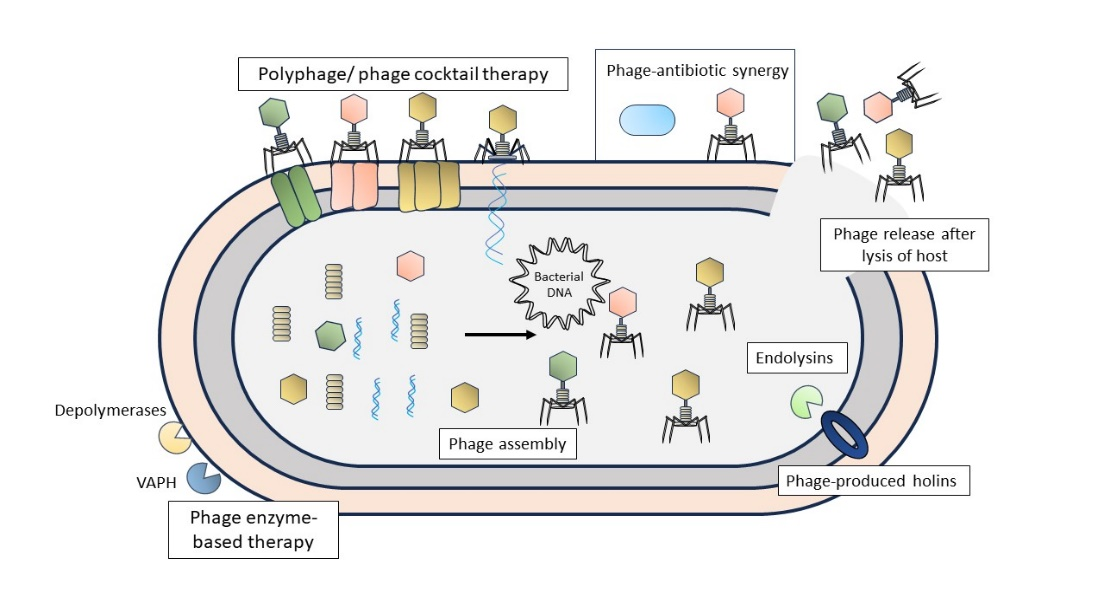 Polyphage/ phage cocktail therapy
Phage-antibiotic synergy
Phage release after
lysis of host
Bacterial
DNA
Endolysins
Depolymerases
Phage assembly
VAPH
Phage-produced holins
Phage enzyme-
based therapy